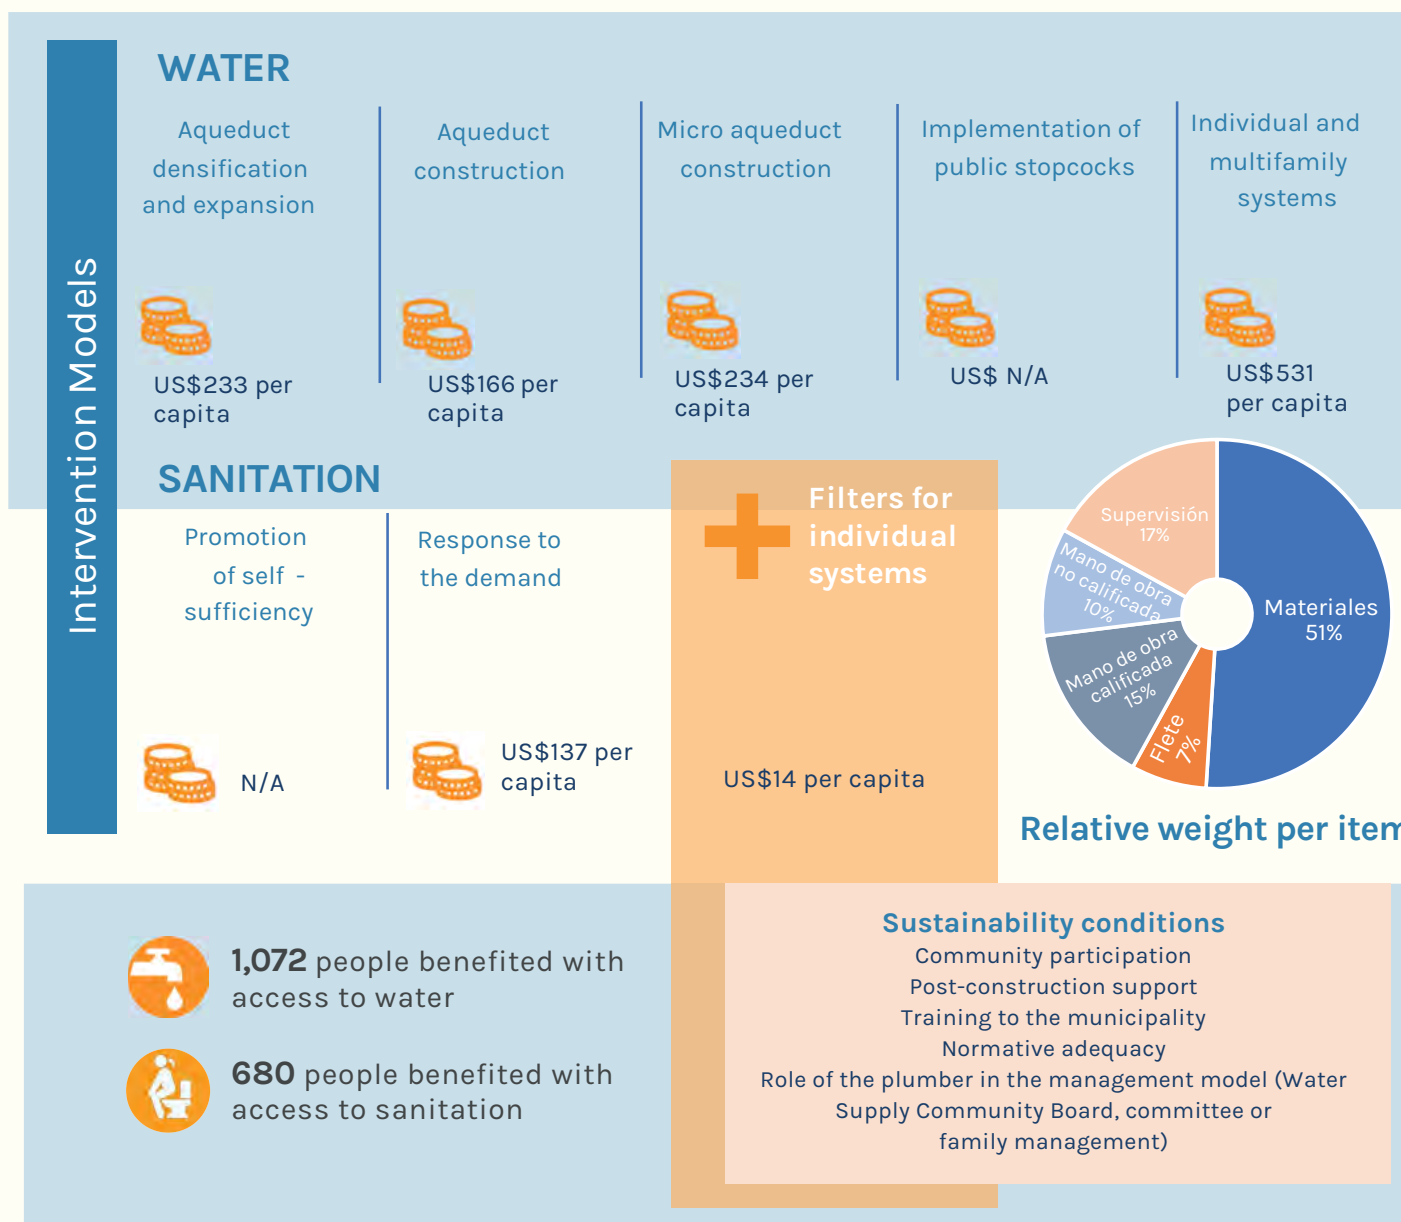 Intervention Models
WATER
Aqueduct
densification
and expansion
US$233 per
capita
Aqueduct
construction
US$166 per
capita
Micro aqueduct
construction
US$234 per
capita
Implementation of
public stopcocks
US$ N/A
Individual and
multifamily
systems
US$531
per capita
SANITATION
Promotion
of self -
sufficiency
N/A
Response to
the demand
US$137 per
capita
Filters for
individual
systems
US$14 per capita
Supervisión
17%
Mano de obra
no calificada
10%
Mano de obra
calificada
15%
Flete
7%
Materiales
51%
Relative weight per item
1,072 people benefited with
access to water
680 people benefited with
access to sanitation
Sustainability conditions
Community participation
Post-construction support
Training to the municipality
Normative adequacy
Role of the plumber in the management model (Water
Supply Community Board, committee or
family management)